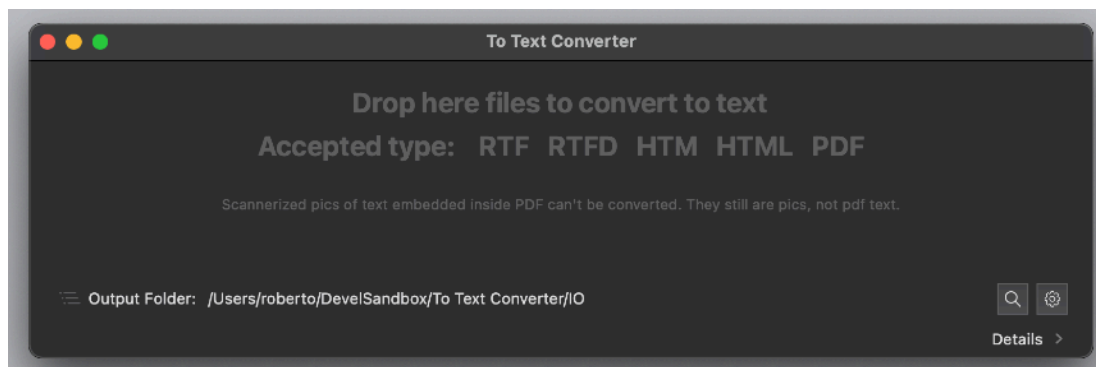 To Text Converter
Drop here files to convert to text
Accepted type: RTF RTFD HTM HTML PDF
Scannerized pics of text embedded inside PDF can't be converted. They still are pics, not pdf text.
Output Folder: /Users/roberto/DevelSandbox/To Text Converter/IO
Details >